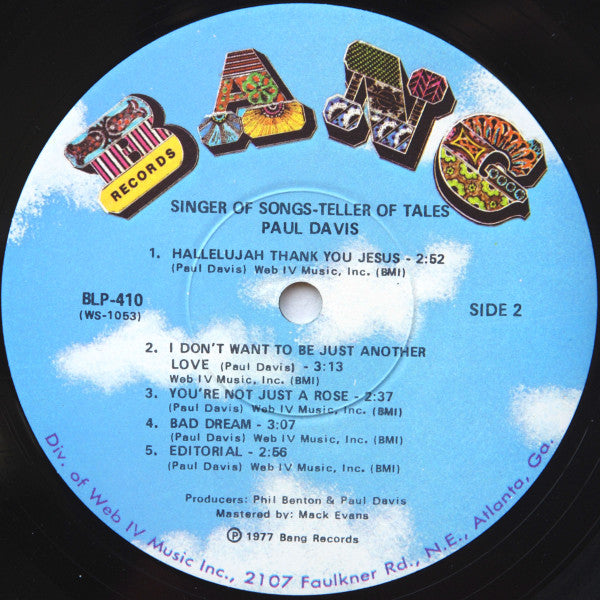 BANG
RECORDS
SINGER OF SONGS-TELLER OF TALES
PAUL DAVIS
1. HALLELUJAH THANK YOU JESUS - 2:52
(Paul Davis) Web IV Music, Inc. (BMI)
BLP-410
(WS-1053)
SIDE 2
2. I DON'T WANT TO BE JUST ANOTHER
LOVE (Paul Davis) - 3:13
Web IV Music, Inc. (BMI)
3. YOU'RE NOT JUST A ROSE - 2:37
(Paul Davis) Web IV Music, Inc. (BMI)
4. BAD DREAM - 3:07
(Paul Davis) Web IV Music, Inc. (BMI)
5. EDITORIAL - 2:56
(Paul Davis) Web IV Music, Inc. (BMI)
Producers: Phil Benton & Paul Davis
Mastered by: Mack Evans
℗ 1977 Bang Records
Div. of Web IV Music Inc., 2107 Faulkner Rd., N.E., Atlanta, Ga.